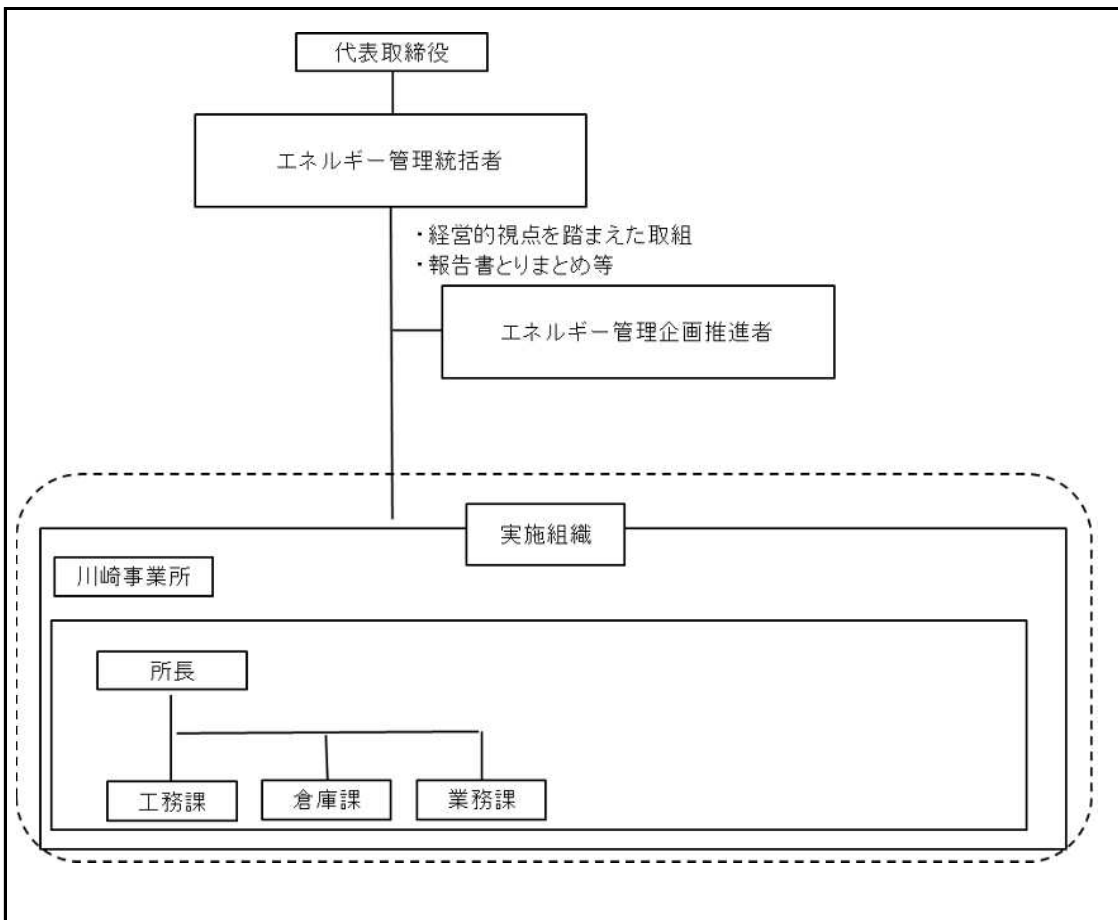 代表取締役
エネルギー管理統括者
・経営的視点を踏まえた取組
・報告書とりまとめ等
エネルギー管理企画推進者
実施組織
川崎事業所
所長
工務課
倉庫課
業務課